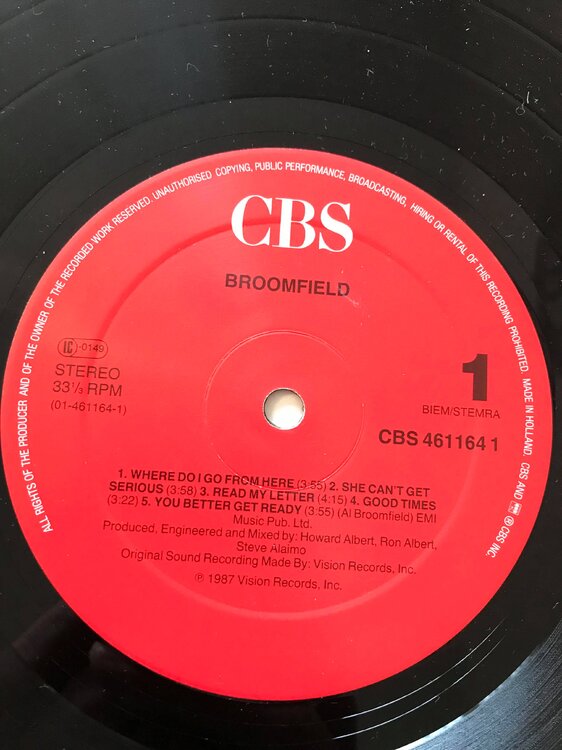 ALL RIGHTS OF THE PRODUCER AND OF THE OWNER OF THE RECORDED WORK RESERVED. UNAUTHORISED COPYING, PUBLIC PERFORMANCE, BROADCASTING, HIRING OR RENTAL OF THIS RECORDING PROHIBITED. MADE IN HOLLAND. CBS AND ℗ CBS INC.
CBS
BROOMFIELD
LC-0149
STEREO
33⅓ RPM
(01-461164-1)
1
BIEM/STEMRA
CBS 461164 1
1. WHERE DO I GO FROM HERE (3:55) 2. SHE CAN'T GET
SERIOUS (3:58) 3. READ MY LETTER (4:15) 4. GOOD TIMES
(3:22) 5. YOU BETTER GET READY (3:55) (Al Broomfield) EMI
Music Pub. Ltd.
Produced, Engineered and Mixed by: Howard Albert, Ron Albert,
Steve Alaimo
Original Sound Recording Made By: Vision Records, Inc.
℗ 1987 Vision Records, Inc.